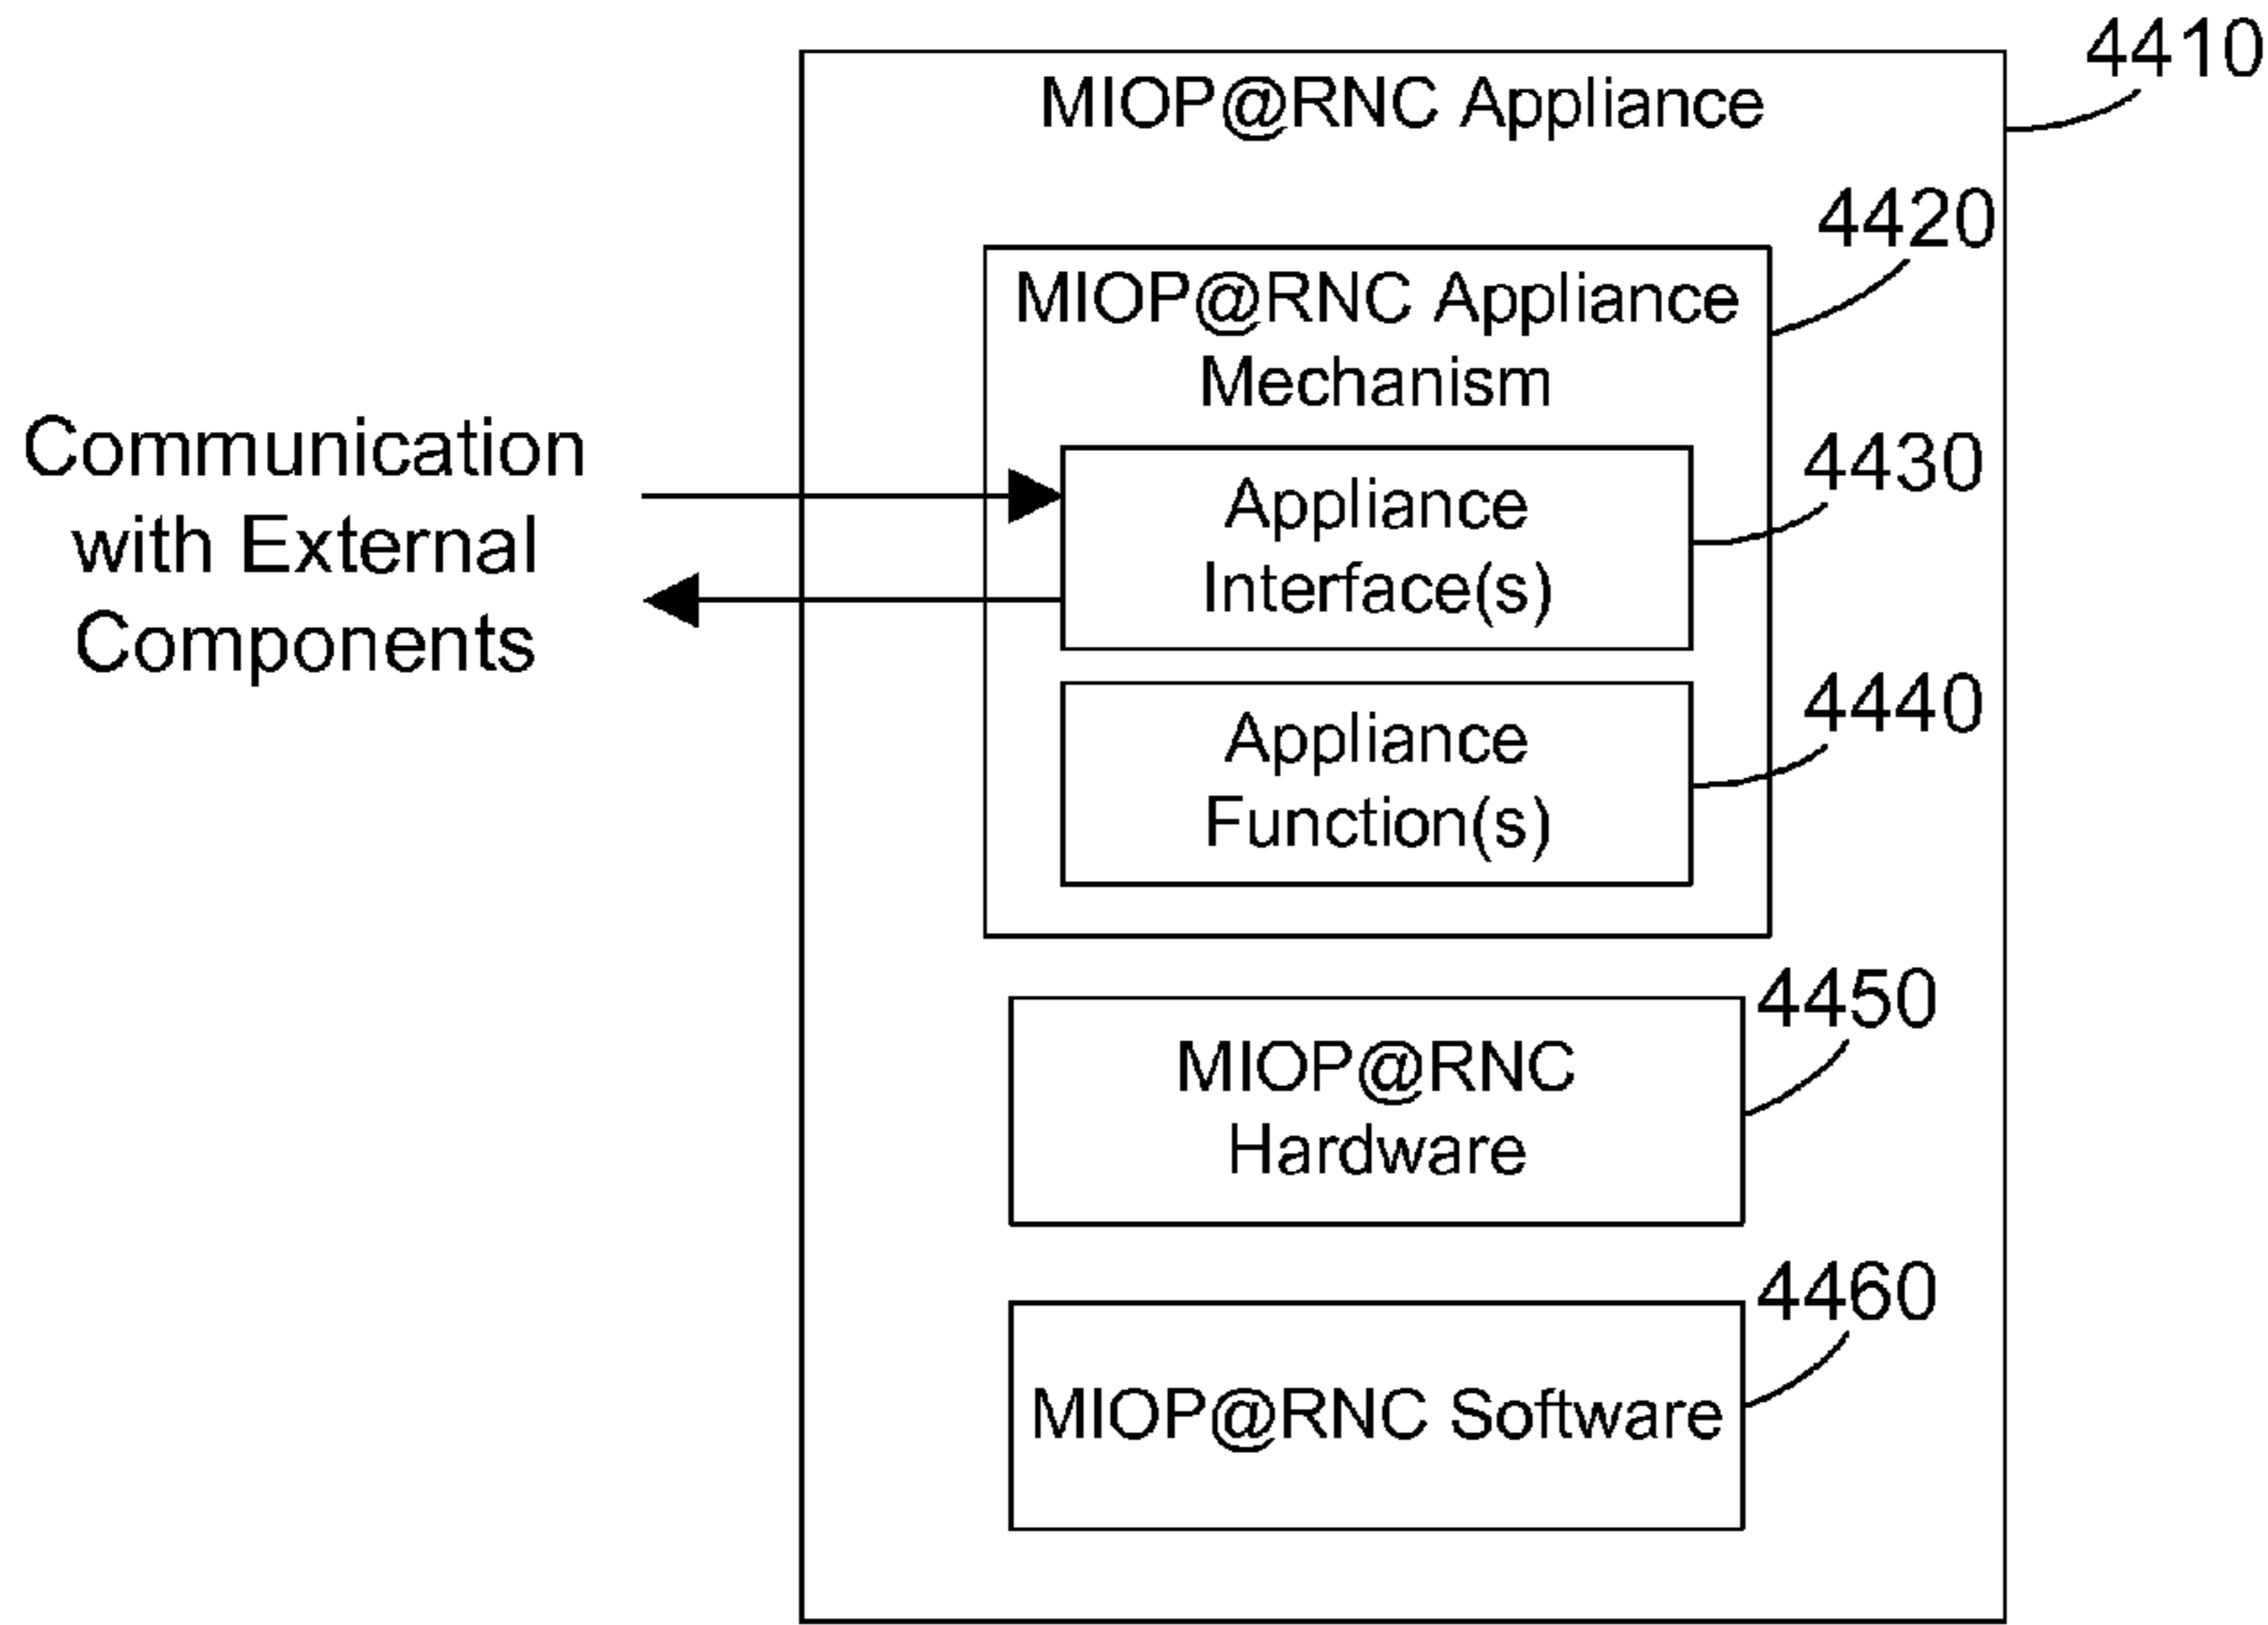 4410
MIOP@RNC Appliance
4420
MIOP@RNC Appliance
Mechanism
Communication
with External
Components
4430
Appliance
Interface(s)
4440
Appliance
Function(s)
4450
MIOP@RNC
Hardware
4460
MIOP@RNC Software